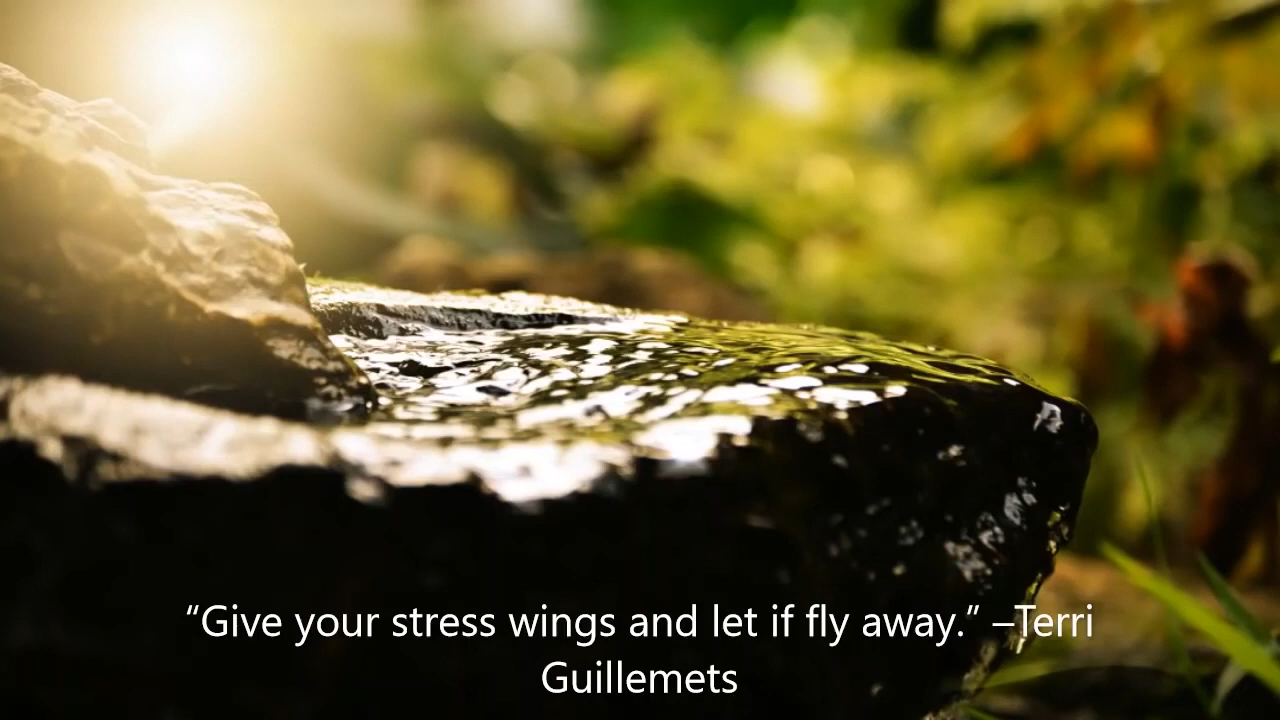 “Give your stress wings and let if fly away.” –Terri
Guillemets